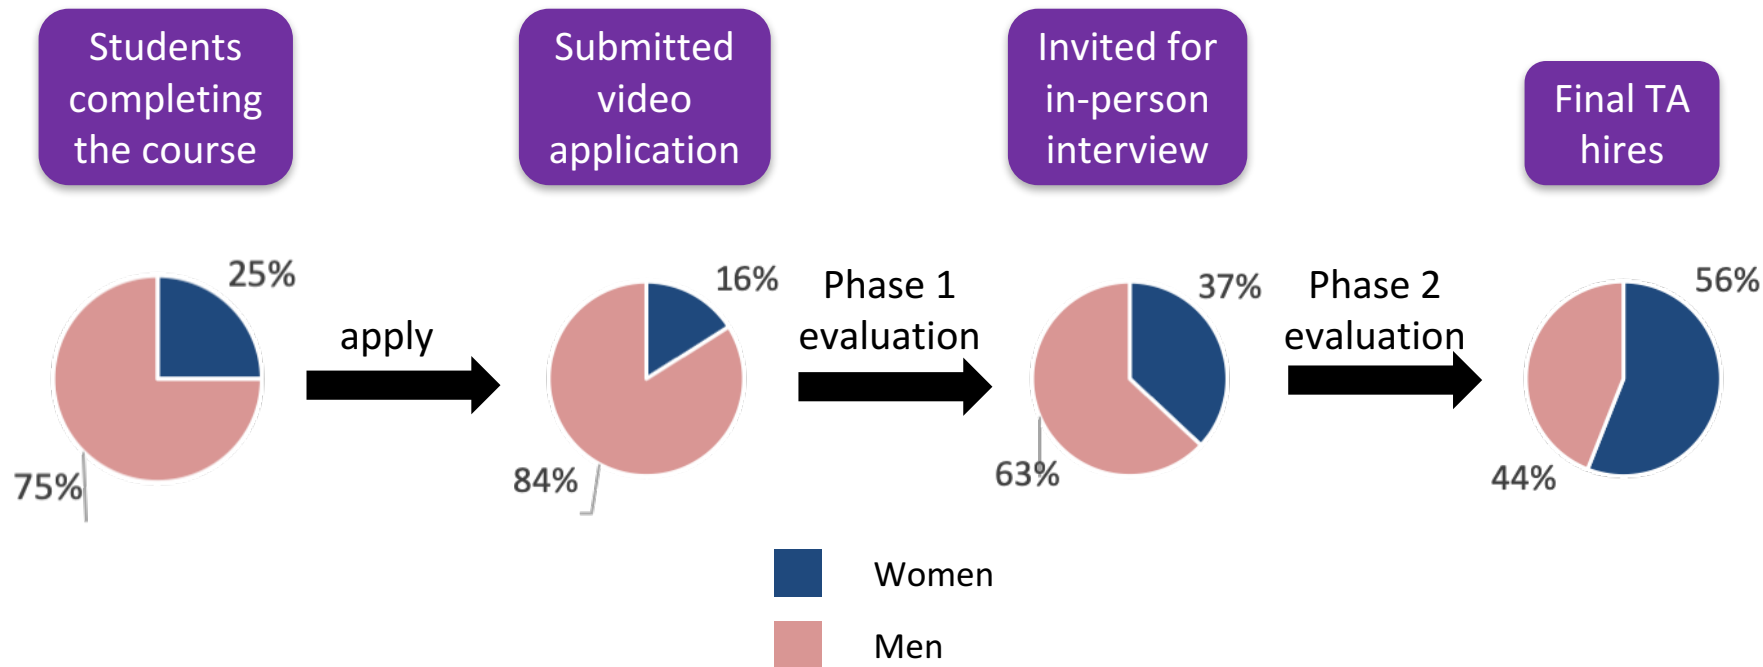 Students
completing
the course
Submitted
video
application
Invited for
in-person
interview
Final TA
hires
25%
75%
apply
16%
84%
Phase 1
evaluation
37%
63%
Phase 2
evaluation
56%
44%
Women
Men